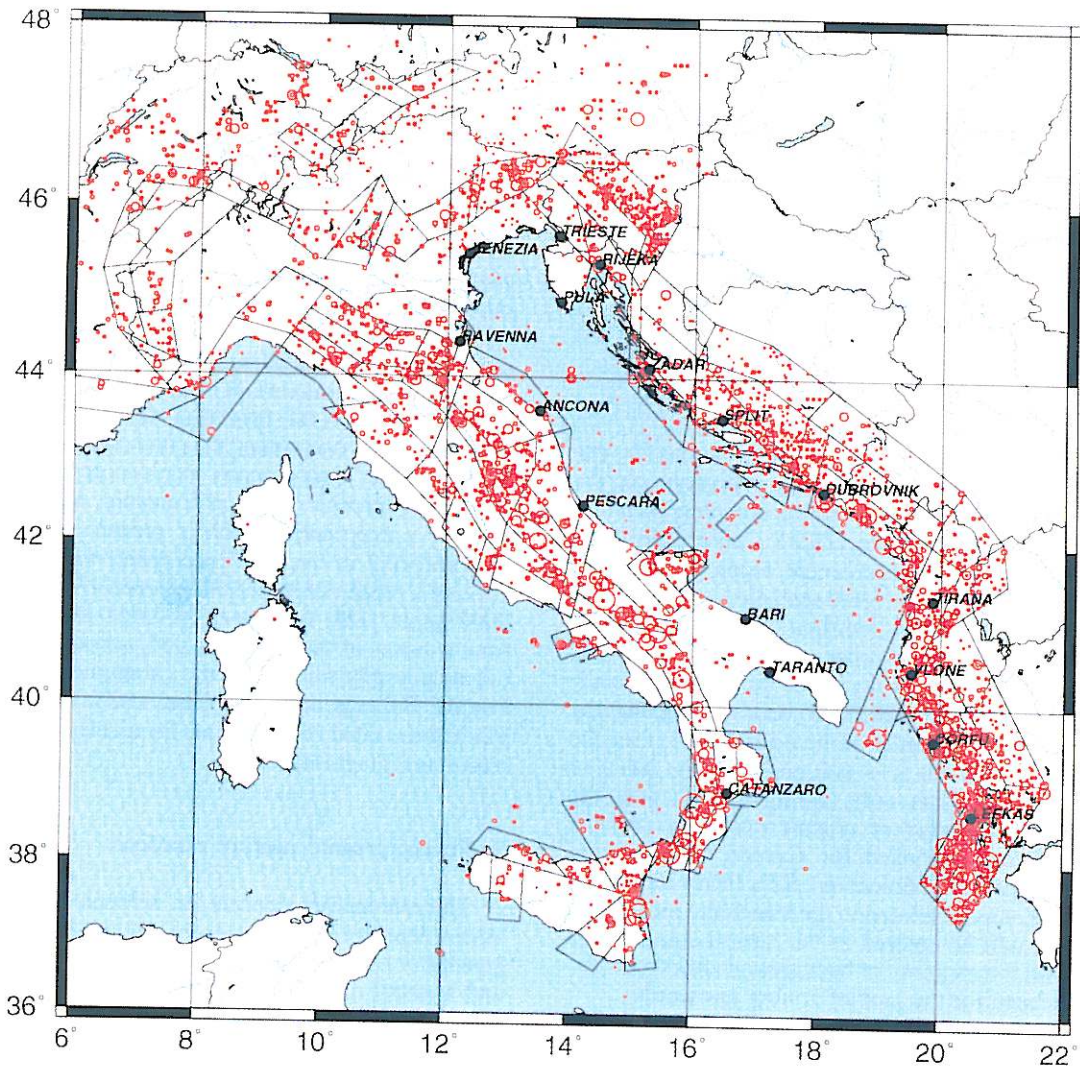 48°
46°
TRIESTE
VENEZIA
RIJEKA
PULA
RAVENNA
44°
ZADAR
ANCONA
SPLIT
DUBROVNIK
PESCARA
42°
TIRANA
BARI
TARANTO
VLONE
40°
CORFU
CATANZARO
LEFKAS
38°
36°
6° 8° 10° 12° 14° 16° 18° 20° 22°